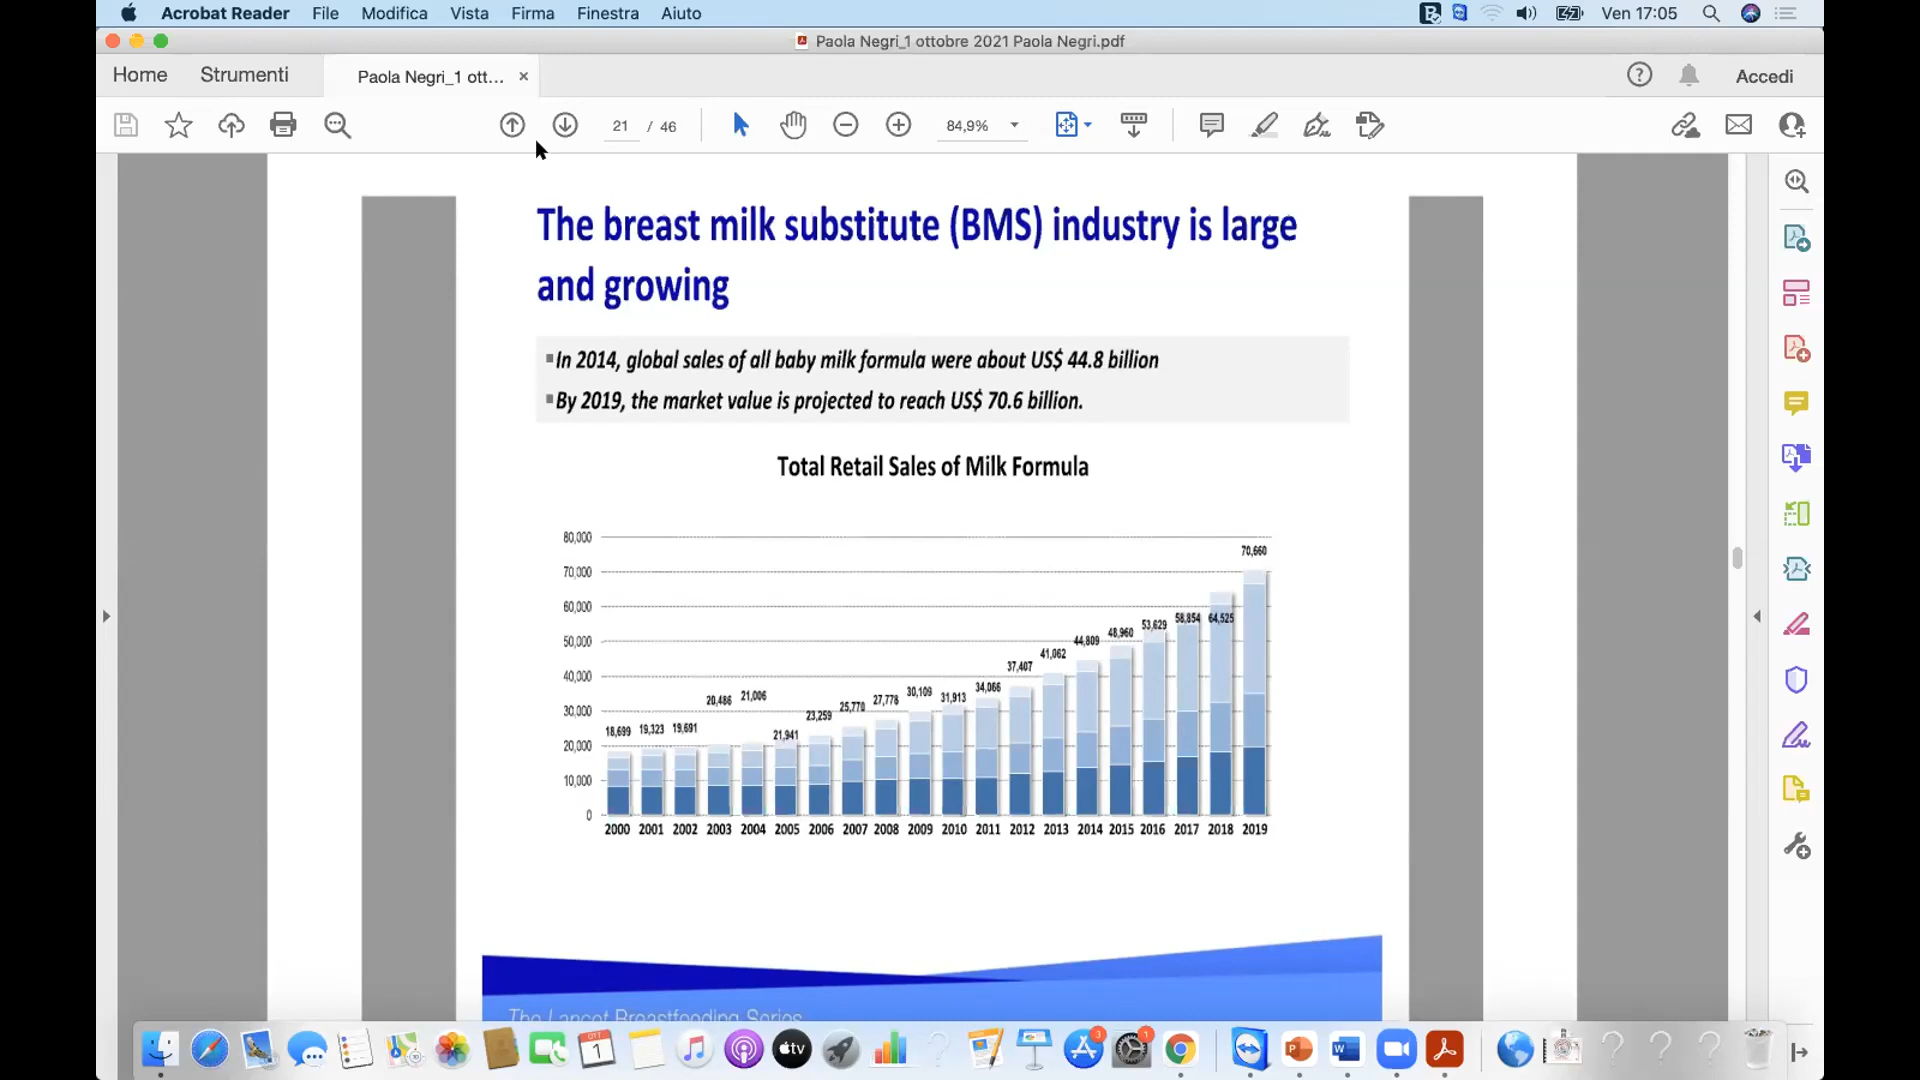 Acrobat Reader File Modifica Vista Firma Finestra Aiuto Ven 17:05
Paola Negri_1 ottobre 2021 Paola Negri.pdf
Home Strumenti Paola Negri_1 ott... × Accedi
21 / 46 84,9%
The breast milk substitute (BMS) industry is large
and growing
In 2014, global sales of all baby milk formula were about US$ 44.8 billion
By 2019, the market value is projected to reach US$ 70.6 billion.
Total Retail Sales of Milk Formula
80,000
70,660
70,000
60,000
58,854 64,525
53,629
48,960
50,000
44,809
41,062
37,407
40,000
34,066
30,109 31,913
27,778
25,770
20,486 21,006
30,000
23,259
18,699 19,323 19,691
21,941
20,000
10,000
0
2000 2001 2002 2003 2004 2005 2006 2007 2008 2009 2010 2011 2012 2013 2014 2015 2016 2017 2018 2019
The Lancet Breastfeeding Series
OTT
1
tv
3
1
W